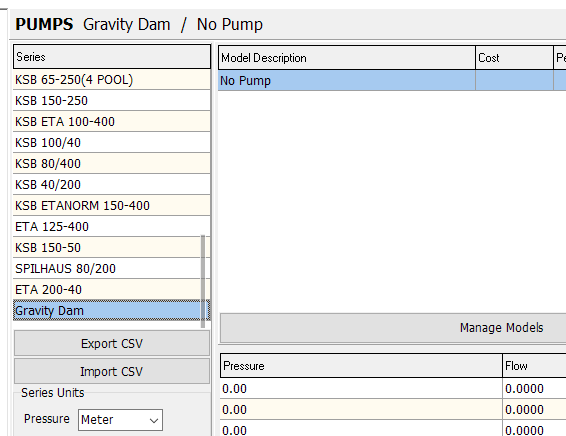 PUMPS Gravity Dam / No Pump
Series
KSB 65-250(4 POOL)
KSB 150-250
KSB ETA 100-400
KSB 100/40
KSB 80/400
KSB 40/200
KSB ETANORM 150-400
ETA 125-400
KSB 150-50
SPILHAUS 80/200
ETA 200-40
Gravity Dam
Export CSV
Import CSV
Series Units
Pressure Meter
Model Description Cost Pe
No Pump
Manage Models
Pressure Flow
0.00 0.0000
0.00 0.0000
0.00 0.0000